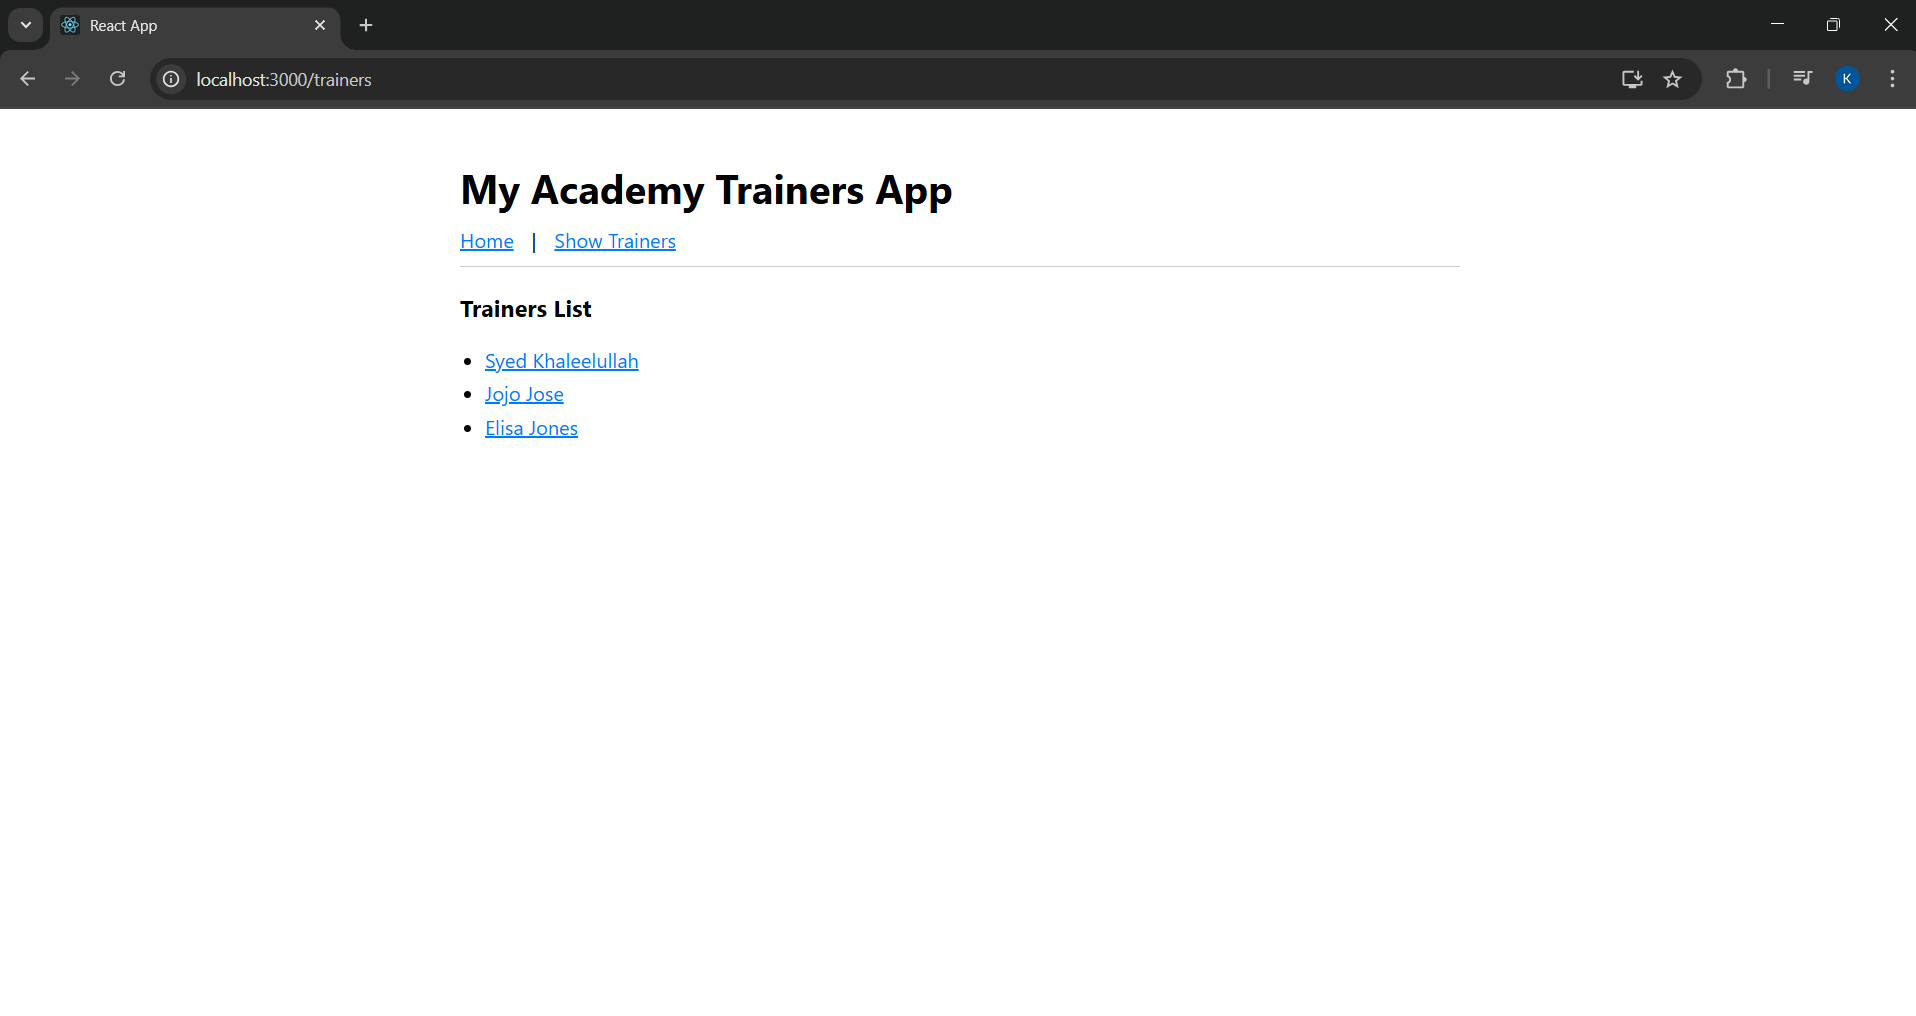 React App
localhost:3000/trainers
K
My Academy Trainers App
Home | Show Trainers
Trainers List
Syed Khaleelullah
Jojo Jose
Elisa Jones